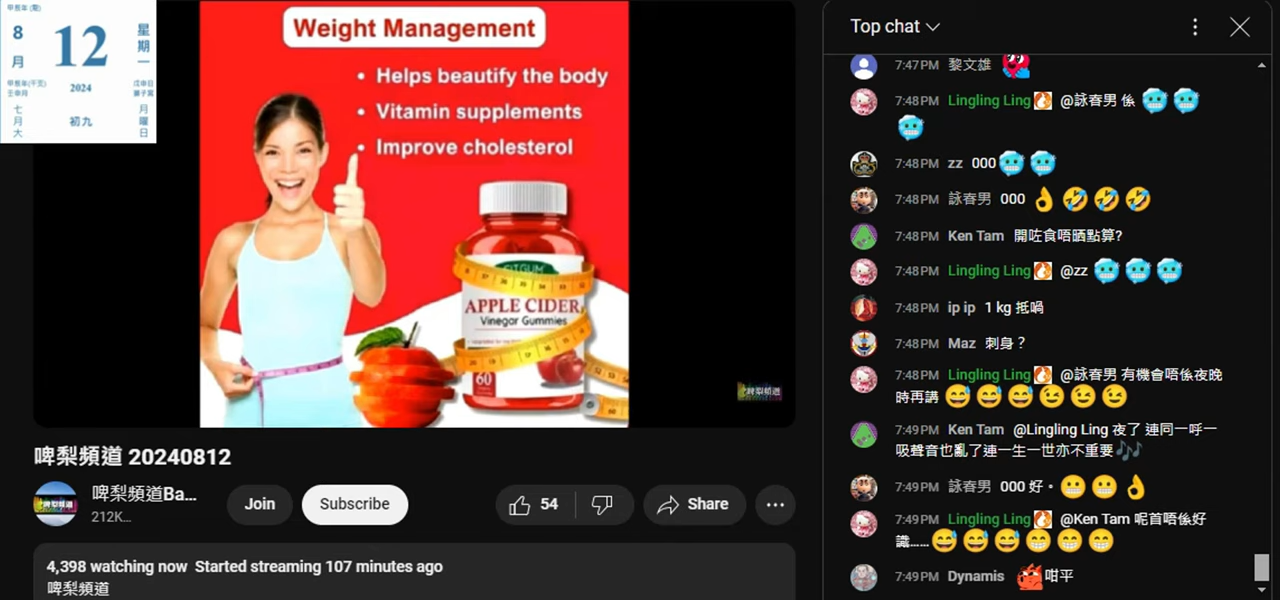 甲辰年 (龍)
8
月
12
2024
星
期
一
七
月
大
初九
月
曜
日
Weight Management
• Helps beautify the body
• Vitamin supplements
• Improve cholesterol
APPLE CIDER
Vinegar Gummies
60
啤梨頻道
啤梨頻道 20240812
啤梨頻道Ba...
212K...
Join
Subscribe
54
Share
4,398 watching now Started streaming 107 minutes ago
啤梨頻道
Top chat
7:47 PM 黎文雄
7:48 PM Lingling Ling @詠春男 係 🥶🥶
🥶
7:48 PM zz 000🥶🥶
7:48 PM 詠春男 000 👌🤣🤣🤣
7:48 PM Ken Tam 開咗食唔晒點算?
7:48 PM Lingling Ling @zz 🥶🥶🥶
7:48 PM ip ip 1 kg 抵喎
7:48 PM Maz 刺身？
7:48 PM Lingling Ling @詠春男 有機會唔係夜晚
時再講 😅😅😅😉😉😉
7:49 PM Ken Tam @Lingling Ling 夜了 連同一呼一
吸聲音也亂了連一生一世亦不重要🎶
7:49 PM 詠春男 000 好。😬😬👌
7:49 PM Lingling Ling @Ken Tam 呢首唔係好
識......😅😅😅😁😁😁
7:49 PM Dynamis 咁平